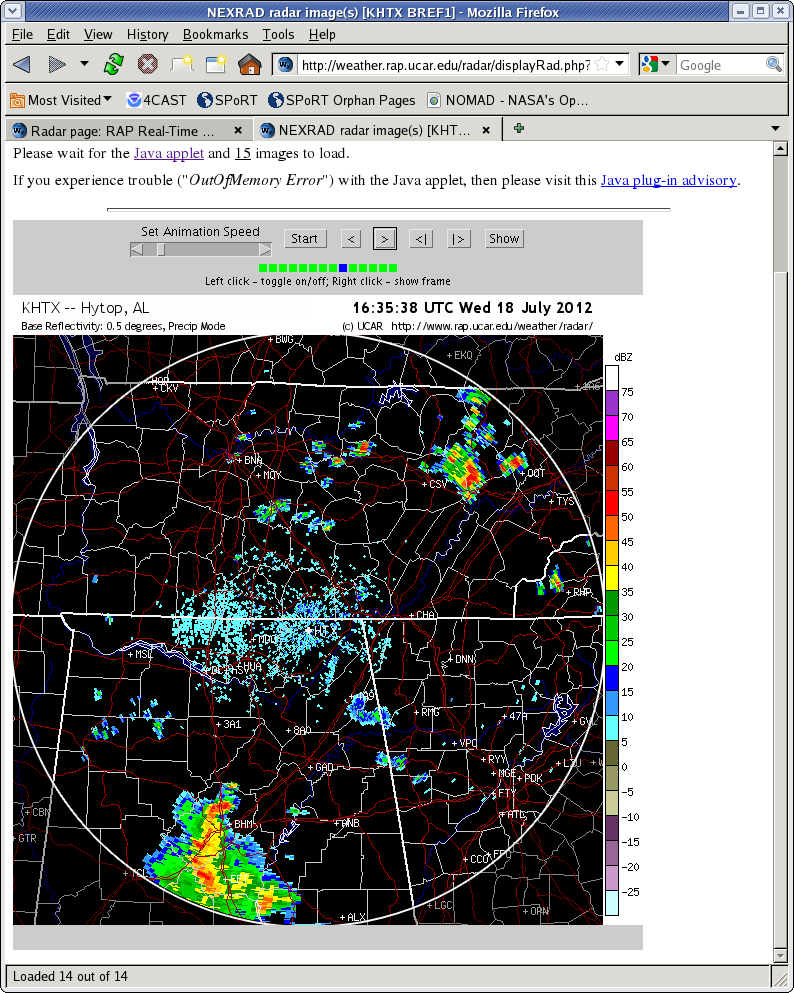 NEXRAD radar image(s) [KHTX BREF1] - Mozilla Firefox
File Edit View History Bookmarks Tools Help
http://weather.rap.ucar.edu/radar/displayRad.php? Google
Most Visited 4CAST SPoRT SPoRT Orphan Pages NOMAD - NASA's Op...
Radar page: RAP Real-Time ... NEXRAD radar image(s) [KHT...
Please wait for the Java applet and 15 images to load.
If you experience trouble ("OutOfMemory Error") with the Java applet, then please visit this Java plug-in advisory.
Set Animation Speed Start < > <| |> Show
Left click - toggle on/off; Right click - show frame
KHTX -- Hytop, AL 16:35:38 UTC Wed 18 July 2012
Base Reflectivity: 0.5 degrees, Precip Mode (c) UCAR http://www.rap.ucar.edu/weather/radar/
dBZ
75
70
65
60
55
50
45
40
35
30
25
20
15
10
5
0
-5
-10
-15
-20
-25
BWG
EKQ
CKV
BNA
MQY
CSV
OQT
TYS
RHP
CHA
MSL
HUA
DNN
3A1
8A0
RMG
47A
VPC
GAD
RYY
MGE
PDK
FTY
ATL
BHM
ANB
CBM
GTR
CCO
LGC
ALX
OPN
Loaded 14 out of 14